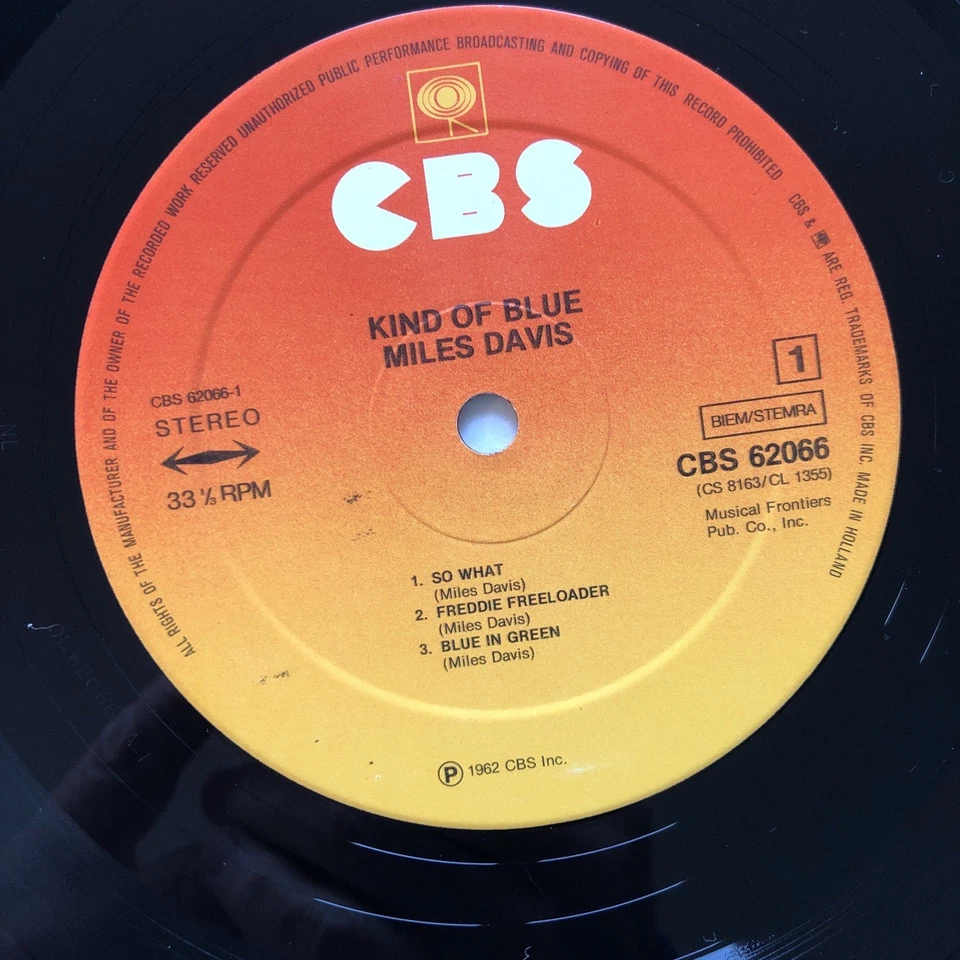 ALL RIGHTS OF THE MANUFACTURER AND OF THE OWNER OF THE RECORDED WORK RESERVED UNAUTHORIZED PUBLIC PERFORMANCE BROADCASTING AND COPYING OF THIS RECORD PROHIBITED
CBS & ARE REG. TRADEMARKS OF CBS INC. MADE IN HOLLAND
CBS
KIND OF BLUE
MILES DAVIS
CBS 62066-1
STEREO
33 ⅓ RPM
1
BIEM/STEMRA
CBS 62066
(CS 8163/CL 1355)
Musical Frontiers
Pub. Co., Inc.
1. SO WHAT
(Miles Davis)
2. FREDDIE FREELOADER
(Miles Davis)
3. BLUE IN GREEN
(Miles Davis)
Ⓟ 1962 CBS Inc.